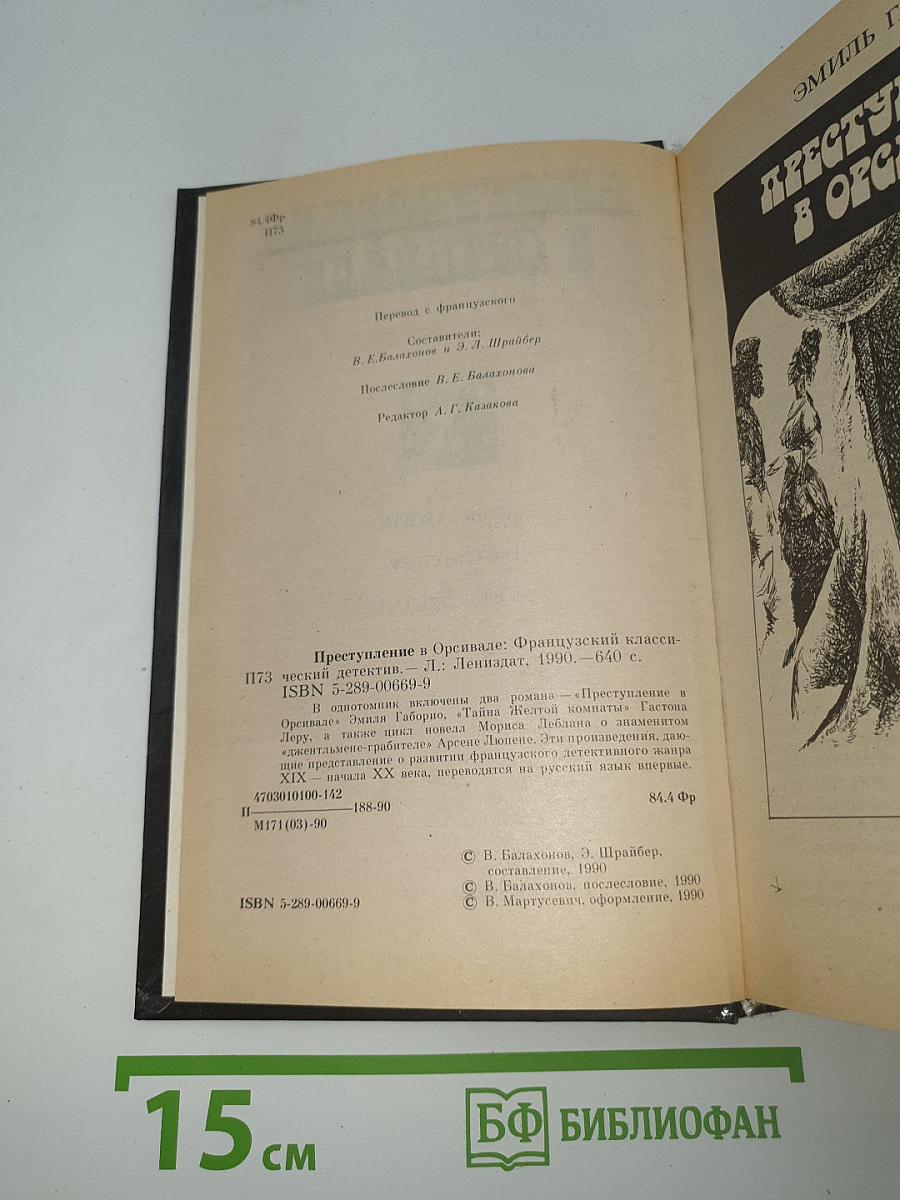 84.4Фр
П73
Перевод с французского
Составители:
В. Е.Балахонов и Э. Л. Шрайбер
Послесловие В. Е. Балахонова
Редактор А. Г. Казакова
Преступление в Орсивале: Французский класси-
П73 ческий детектив.— Л.: Лениздат, 1990.—640 с.
ISBN 5-289-00669-9
В однотомник включены два романа — «Преступление в
Орсивале» Эмиля Габорио, «Тайна Желтой комнаты» Гастона
Леру, а также цикл новелл Мориса Леблана о знаменитом
«джентльмене-грабителе» Арсене Люпене. Эти произведения, даю-
щие представление о развитии французского детективного жанра
XIX — начала XX века, переводятся на русский язык впервые.
4703010100-142
П————188-90
М171(03)-90
84.4 Фр
© В. Балахонов, Э. Шрайбер,
составление, 1990
© В. Балахонов, послесловие, 1990
© В. Мартусевич, оформление, 1990
ISBN 5-289-00669-9
ЭМИЛЬ Г
ПРЕСТУ
В ОРС
15 см
БФ БИБЛИОФАН